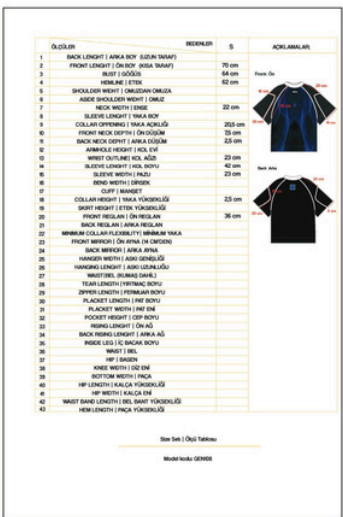 ÖLÇÜLER BEDENLER S AÇIKLAMALAR;
1 BACK LENGHT | ARKA BOY (UZUN TARAF)
2 FRONT LENGHT | ÖN BOY (KISA TARAF) 70 cm
3 BUST | GÖĞÜS 64 cm
4 HEMLINE | ETEK 62 cm
5 SHOULDER WIDHT | OMUZDAN OMUZA
6 ASIDE SHOULDER WIDHT | OMUZ
7 NECK WIDTH | ENSE 22 cm
8 SLEEVE LENGHT | YAKA BOY
9 COLLAR OPPENING | YAKA AÇIKLIĞI 20,5 cm
10 FRONT NECK DEPTH | ÖN DÜŞÜM 7,5 cm
11 BACK NECK DEPHT | ARKA DÜŞÜM 2,5 cm
12 ARMHOLE HEIGHT | KOL EVİ
13 WRIST OUTLINE| KOL AĞZI 23 cm
14 SLEEVE LENGHT | KOL BOYU 42 cm
15 SLEEVE WIDTH | PAZU 23 cm
16 BEND WIDTH | DİRSEK
17 CUFF | MANŞET
18 COLLAR HEIGHT | YAKA YÜKSEKLİĞİ 2,5 cm
19 SKIRT HEIGHT | ETEK YÜKSEKLİĞİ
20 FRONT REGLAN | ÖN REGLAN 36 cm
21 BACK REGLAN | ARKA REGLAN
22 MINIMUM COLLAR FLEXIBILITY| MİNİMUM YAKA
23 FRONT MIRROR | ÖN AYNA (14 CM'DEN)
24 BACK MIRROR | ARKA AYNA
25 HANGER WIDTH | ASKI GENİŞLİĞİ
26 HANGING LENGHT | ASKI UZUNLUĞU
27 WAIST|BEL (KUMAŞ DAHİL)
28 TEAR LENGTH |YIRTMAÇ BOYU
29 ZIPPER LENGTH | FERMUAR BOYU
30 PLACKET LENGTH | PAT BOYU
31 PLACKET WIDTH | PAT ENİ
32 POCKET HEIGHT | CEP BOYU
33 RISING LENGHT | ÖN AĞ
34 BACK RISING LENGHT | ARKA AĞ
35 INSIDE LEG | İÇ BACAK BOYU
36 WAIST | BEL
37 HIP | BASEN
38 KNEE WIDTH | DİZ ENİ
39 BOTTOM WIDTH | PAÇA
40 HIP LENGTH | KALÇA YÜKSEKLİĞİ
41 HIP WIDTH | KALÇA ENİ
42 WAIST BAND LENGTH | BEL BANT YÜKSEKLİĞİ
43 HEM LENGTH | PAÇA YÜKSEKLİĞİ
Front: Ön
Back: Arka
Size Seti | Ölçü Tablosu
Model kodu: GEN108